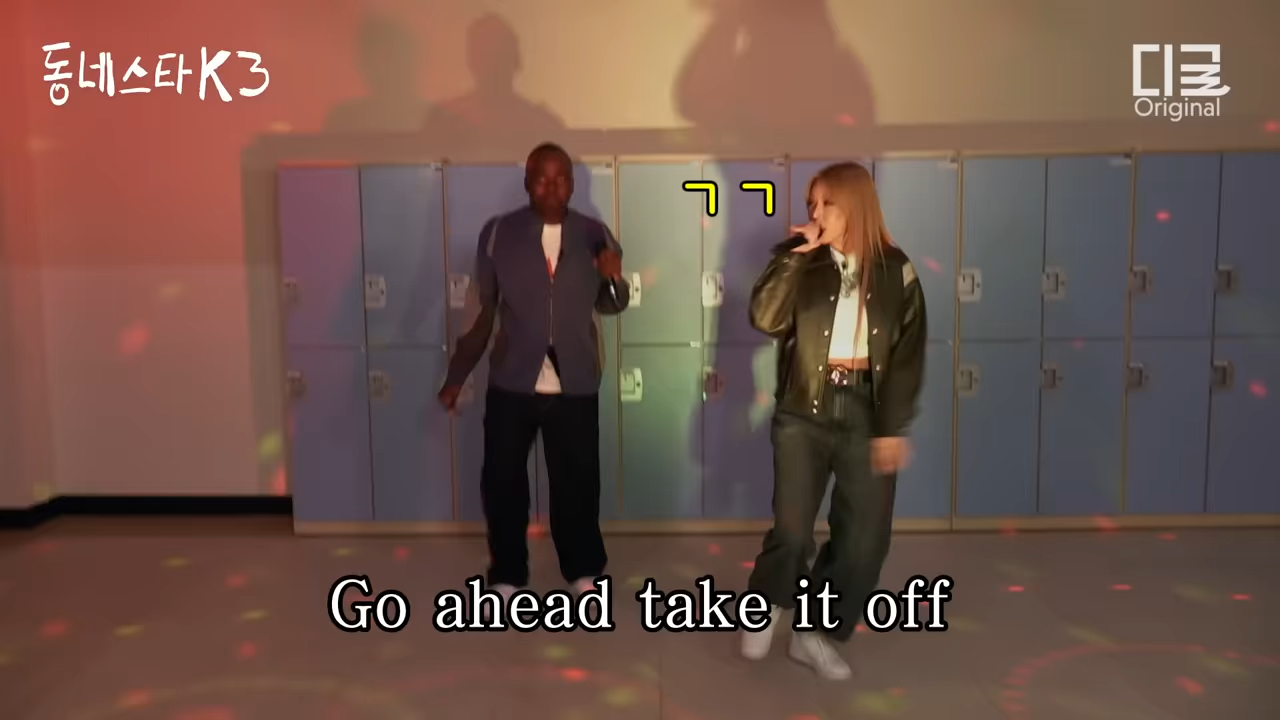 동네스타K3
디글
Original
ㄱㄱ
Go ahead take it off